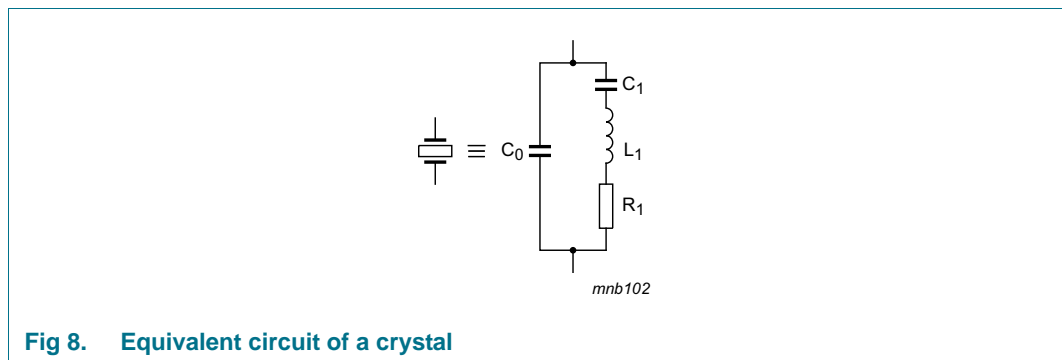 C1
C0
L1
R1
mnb102
Fig 8. Equivalent circuit of a crystal